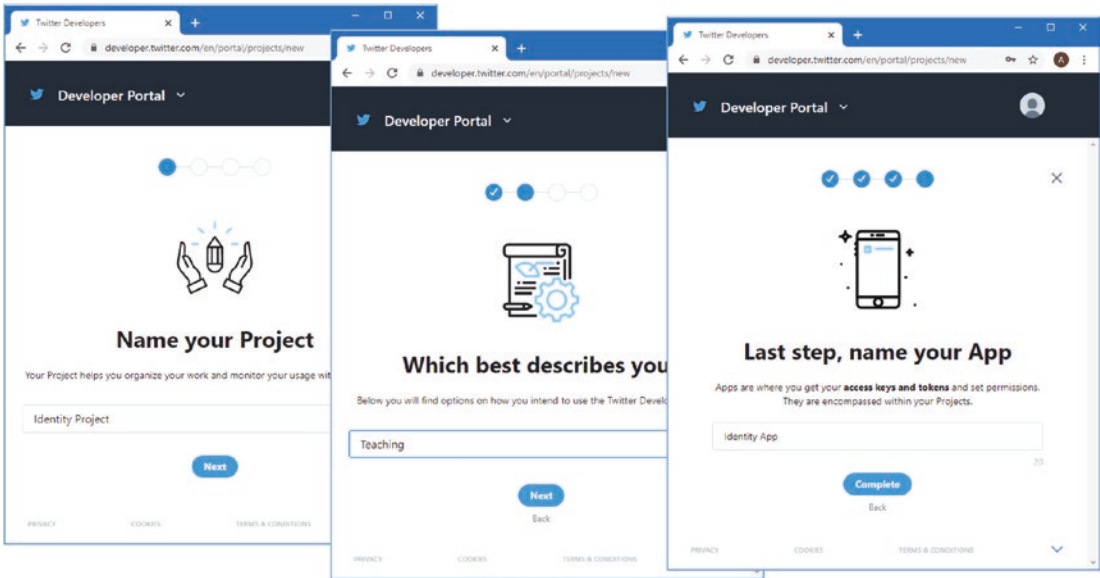 Twitter Developers
developer.twitter.com/en/portal/projects/new
Developer Portal
Name your Project
Your Project helps you organize your work and monitor your usage wit
Identity Project
Next
PRIVACY COOKIES TERMS & CONDITIONS
Twitter Developers
developer.twitter.com/en/portal/projects/new
Developer Portal
Which best describes you
Below you will find options on how you intend to use the Twitter Develo
Teaching
Next
Back
PRIVACY COOKIES TERMS & CONDITIONS
Twitter Developers
developer.twitter.com/en/portal/projects/new
A
Developer Portal
Last step, name your App
Apps are where you get your access keys and tokens and set permissions.
They are encompassed within your Projects.
Identity App
20
Complete
Back
PRIVACY COOKIES TERMS & CONDITIONS